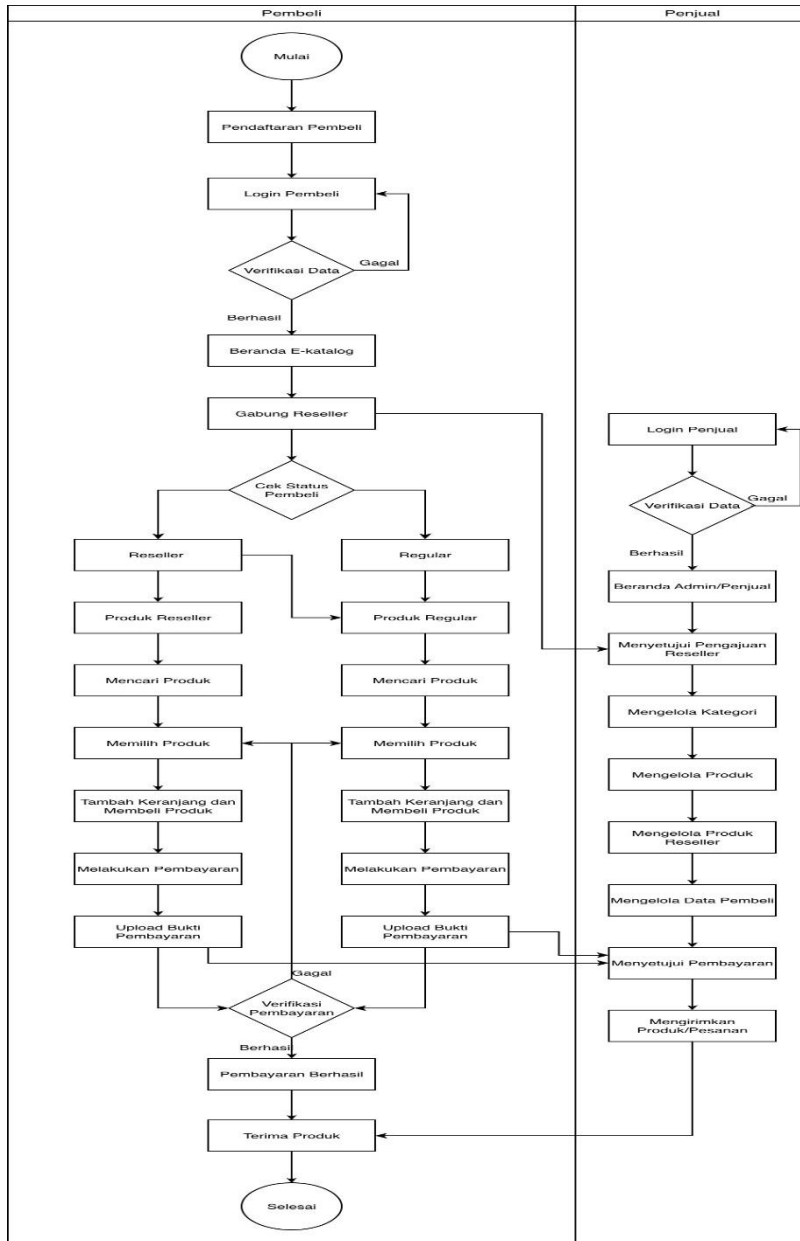 Pembeli
Penjual
Mulai
Pendaftaran Pembeli
Login Pembeli
Verifikasi Data
Gagal
Berhasil
Beranda E-katalog
Gabung Reseller
Cek Status
Pembeli
Reseller
Regular
Produk Reseller
Produk Regular
Mencari Produk
Mencari Produk
Memilih Produk
Memilih Produk
Tambah Keranjang dan
Membeli Produk
Tambah Keranjang dan
Membeli Produk
Melakukan Pembayaran
Melakukan Pembayaran
Upload Bukti
Pembayaran
Upload Bukti
Pembayaran
Gagal
Verifikasi
Pembayaran
Berhasi
Pembayaran Berhasil
Terima Produk
Selesai
Login Penjual
Verifikasi Data
Gagal
Berhasil
Beranda Admin/Penjual
Menyetujui Pengajuan
Reseller
Mengelola Kategori
Mengelola Produk
Mengelola Produk
Reseller
Mengelola Data Pembeli
Menyetujui Pembayaran
Mengirimkan
Produk/Pesanan